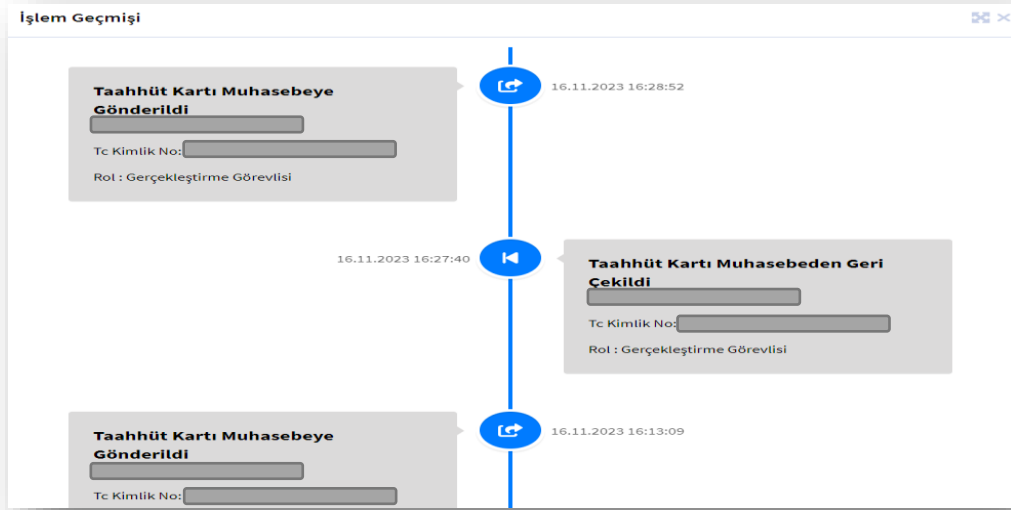 İşlem Geçmişi
Taahhüt Kartı Muhasebeye
Gönderildi
16.11.2023 16:28:52
Tc Kimlik No:
Rol : Gerçekleştirme Görevlisi
16.11.2023 16:27:40
Taahhüt Kartı Muhasebeden Geri
Çekildi
Tc Kimlik No:
Rol : Gerçekleştirme Görevlisi
Taahhüt Kartı Muhasebeye
Gönderildi
16.11.2023 16:13:09
Tc Kimlik No: